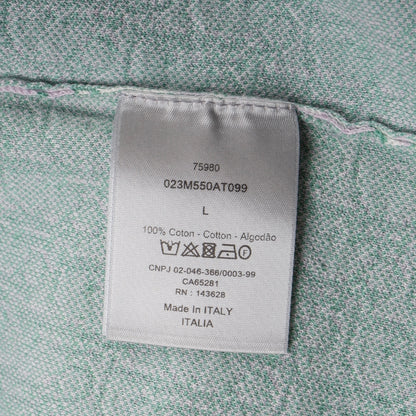 75980
023M550AT099
L
100% Coton - Cotton - Algodão
F
CNPJ 02-046-366/0003-99
CA65281
RN : 143628
Made In ITALY
ITALIA